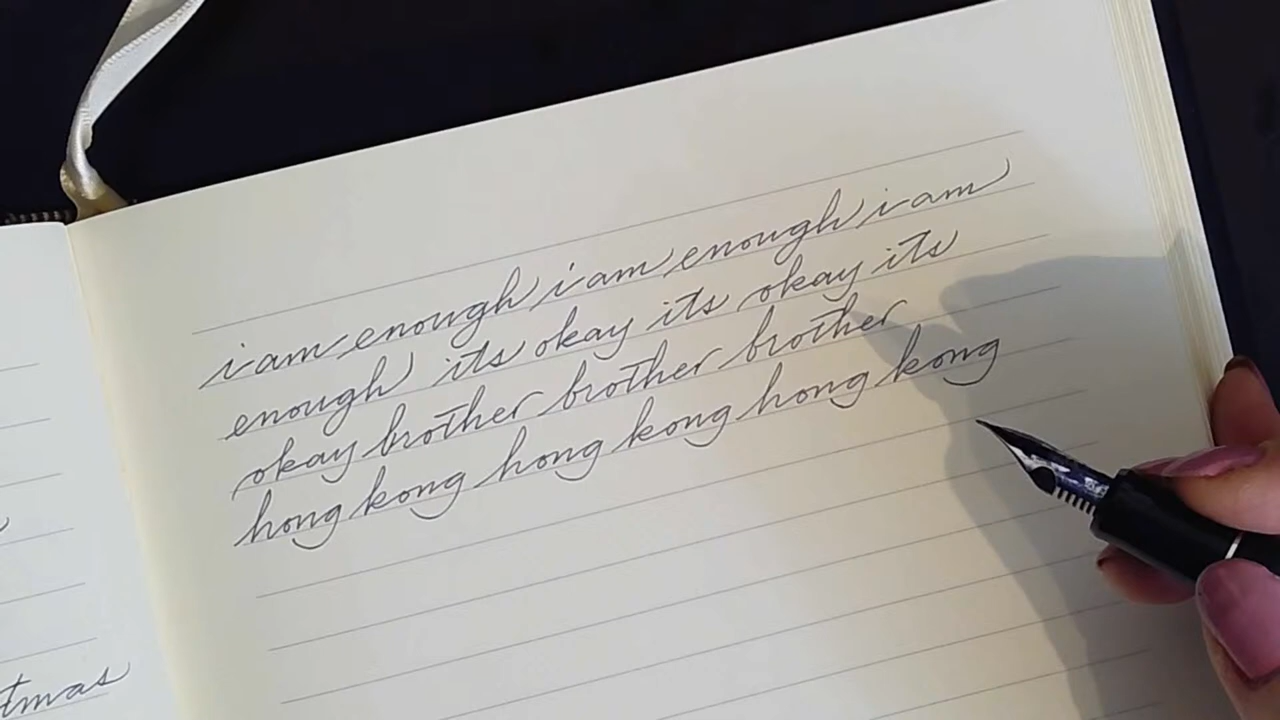 i am enough i am enough i am
enough its okay its okay its
okay brother brother brother
hong kong hong kong hong kong
tmas